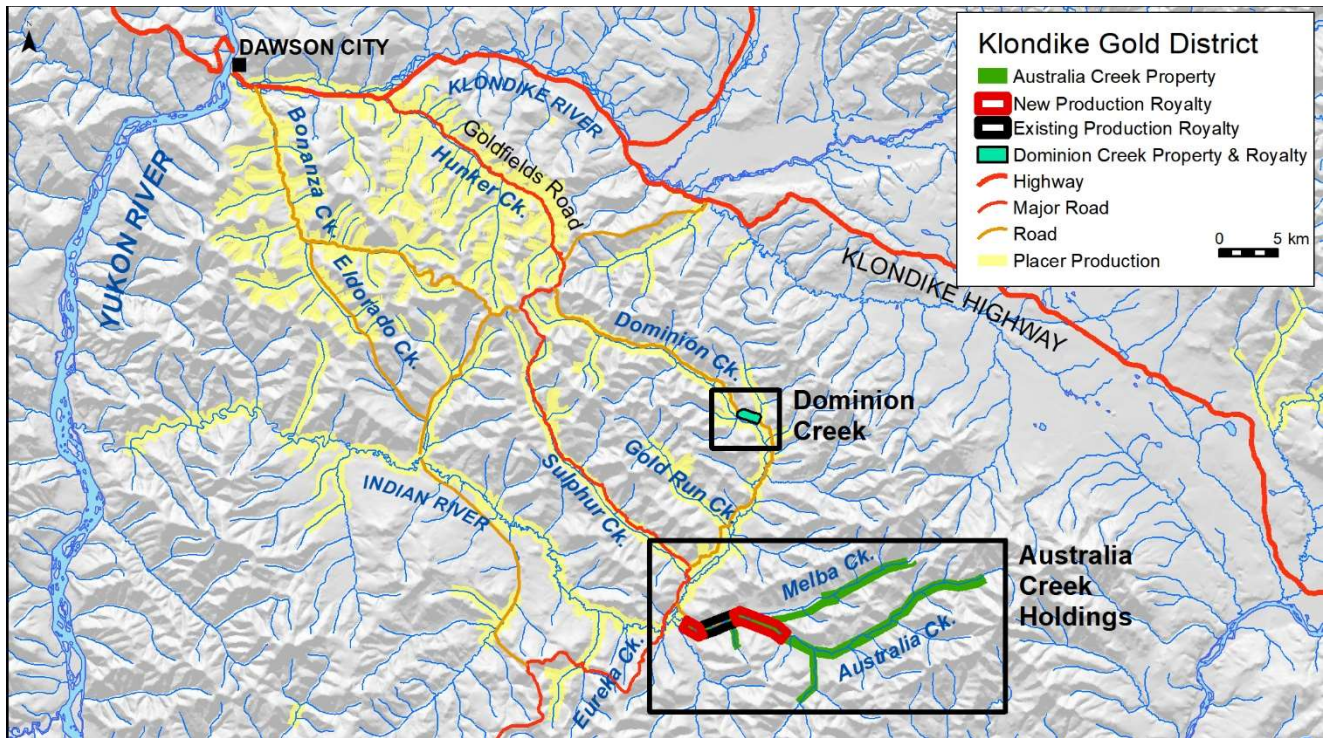 N
DAWSON CITY
YUKON RIVER
KLONDIKE RIVER
Bonanza Ck.
Hunker Ck.
Goldfields Road
Eldorado Ck.
Dominion Ck.
KLONDIKE HIGHWAY
Dominion
Creek
INDIAN RIVER
Sulphur Ck.
Gold Run Ck.
Eureka Ck.
Melba Ck.
Australia Ck.
Australia
Creek
Holdings
Klondike Gold District
Australia Creek Property
New Production Royalty
Existing Production Royalty
Dominion Creek Property & Royalty
Highway
Major Road
Road
Placer Production
0 5 km